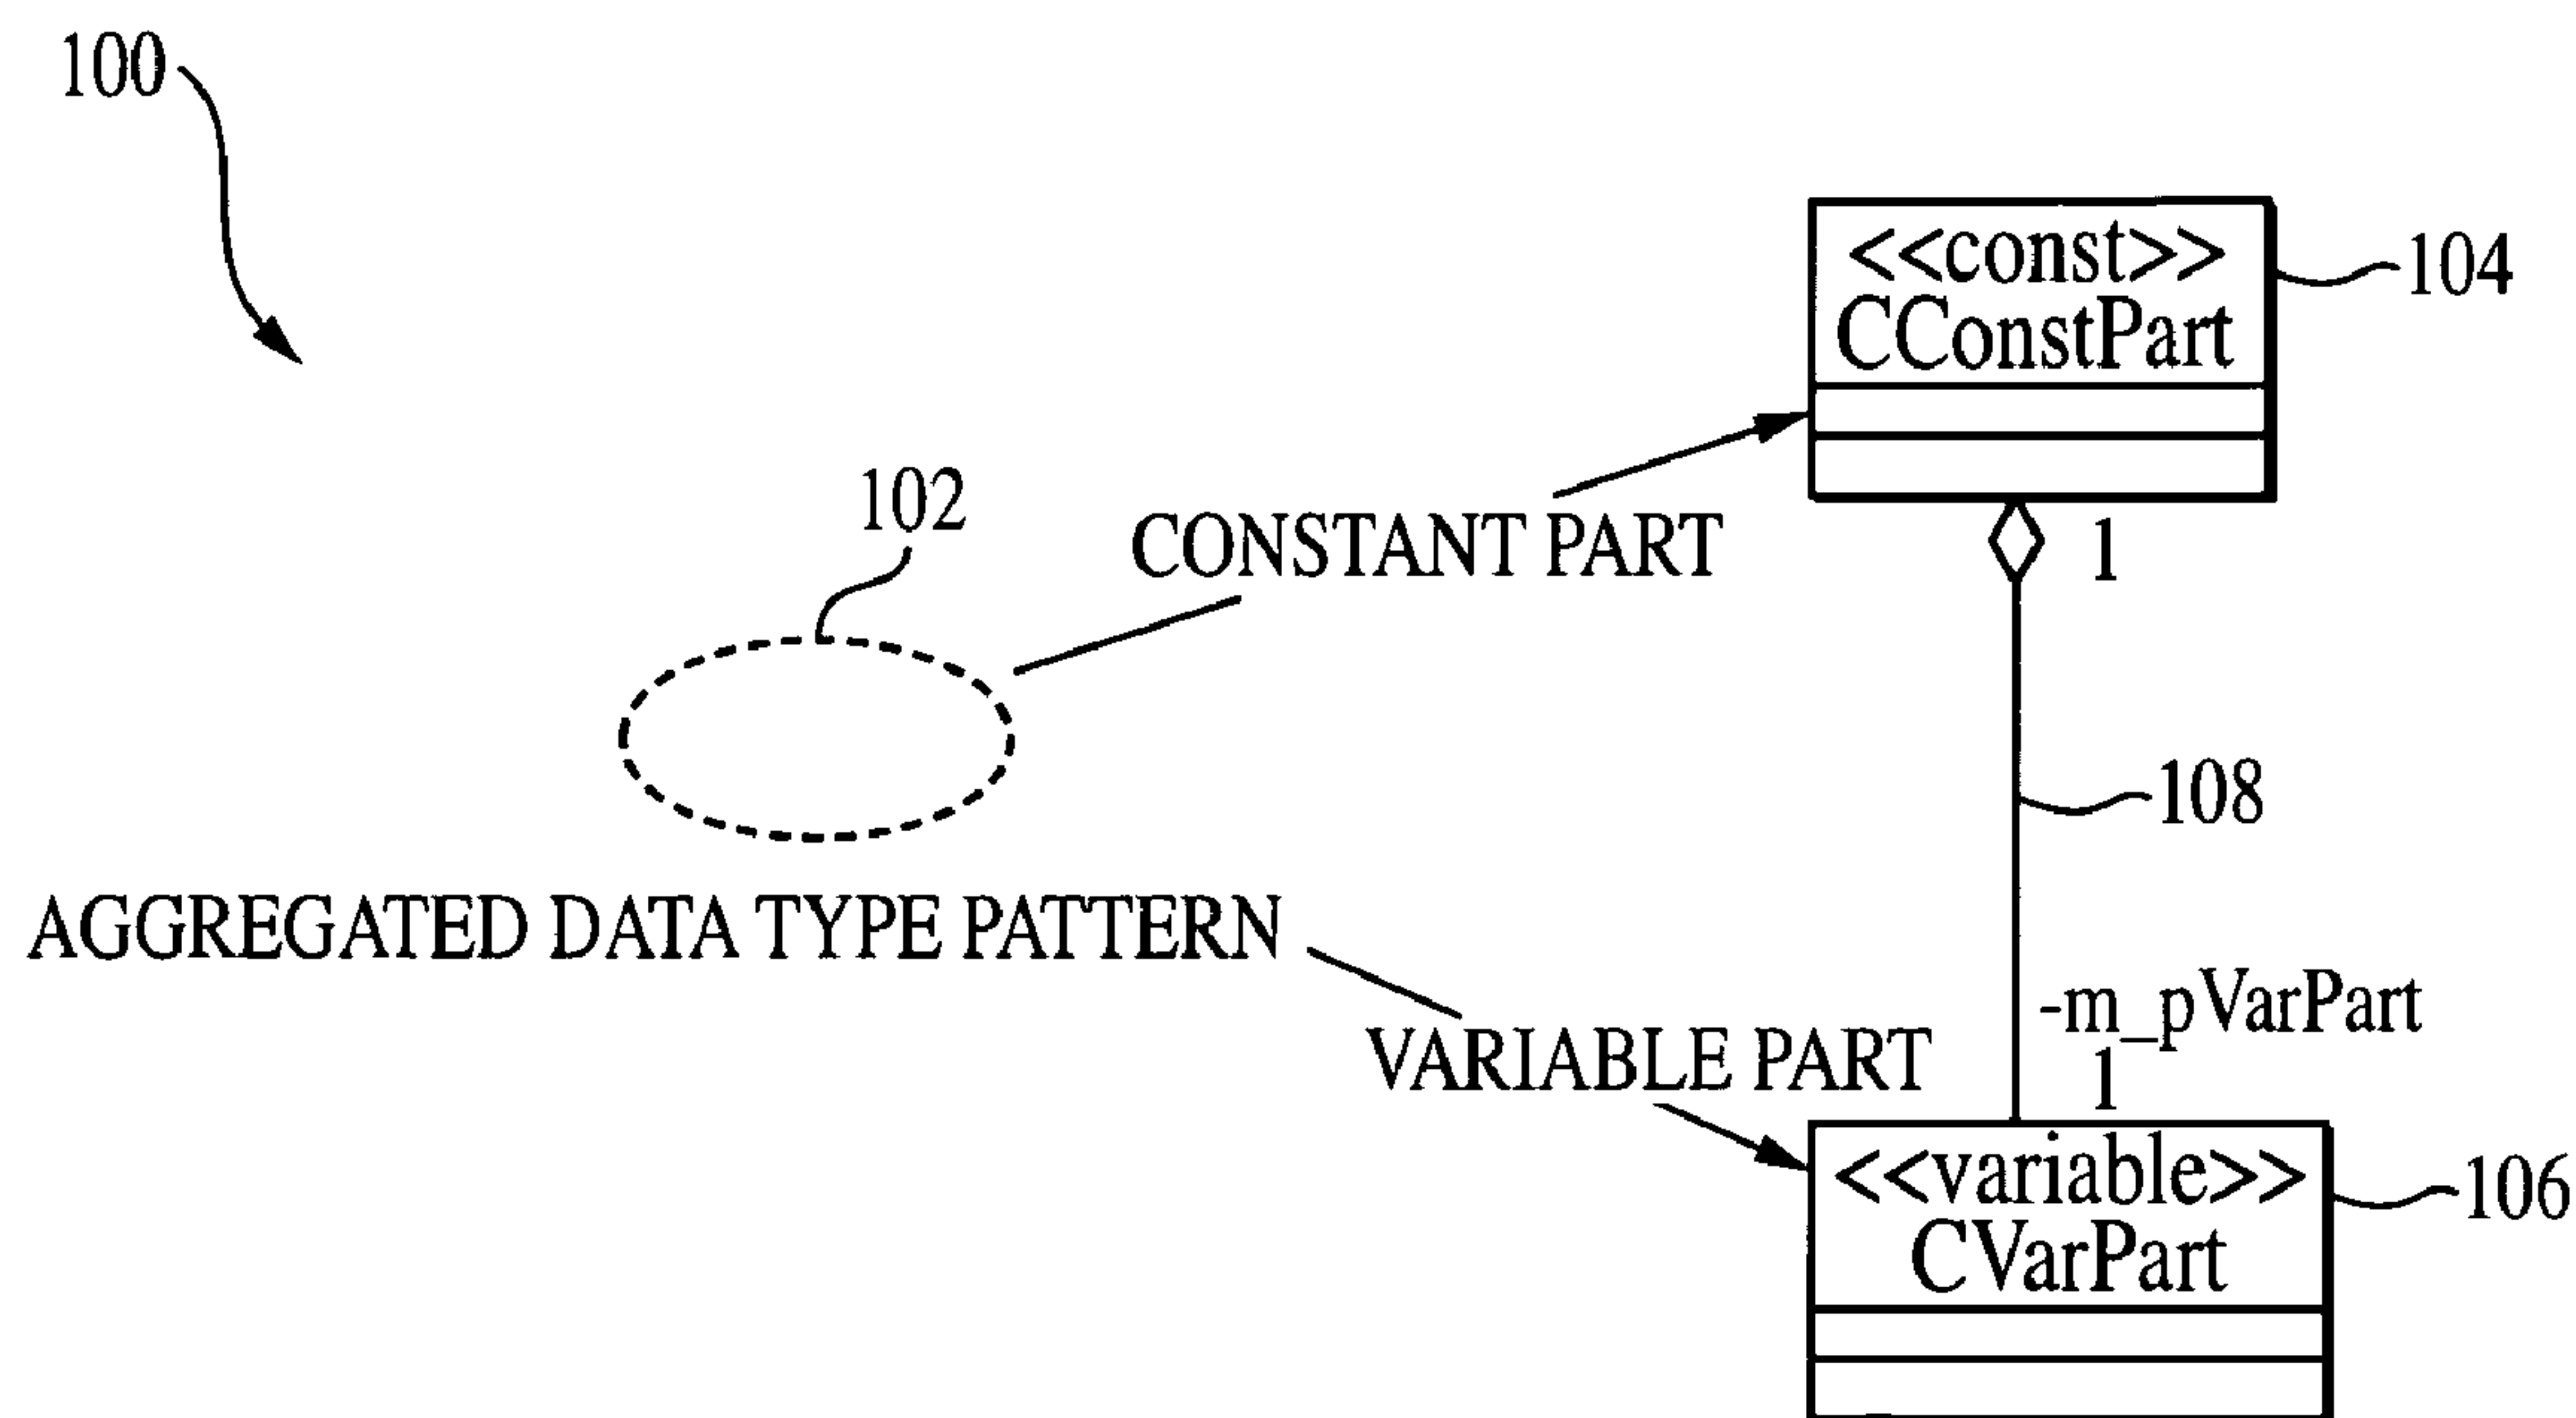 100
<<const>>
CConstPart
104
102
CONSTANT PART
1
108
AGGREGATED DATA TYPE PATTERN
-m_pVarPart
VARIABLE PART
1
<<variable>>
CVarPart
106